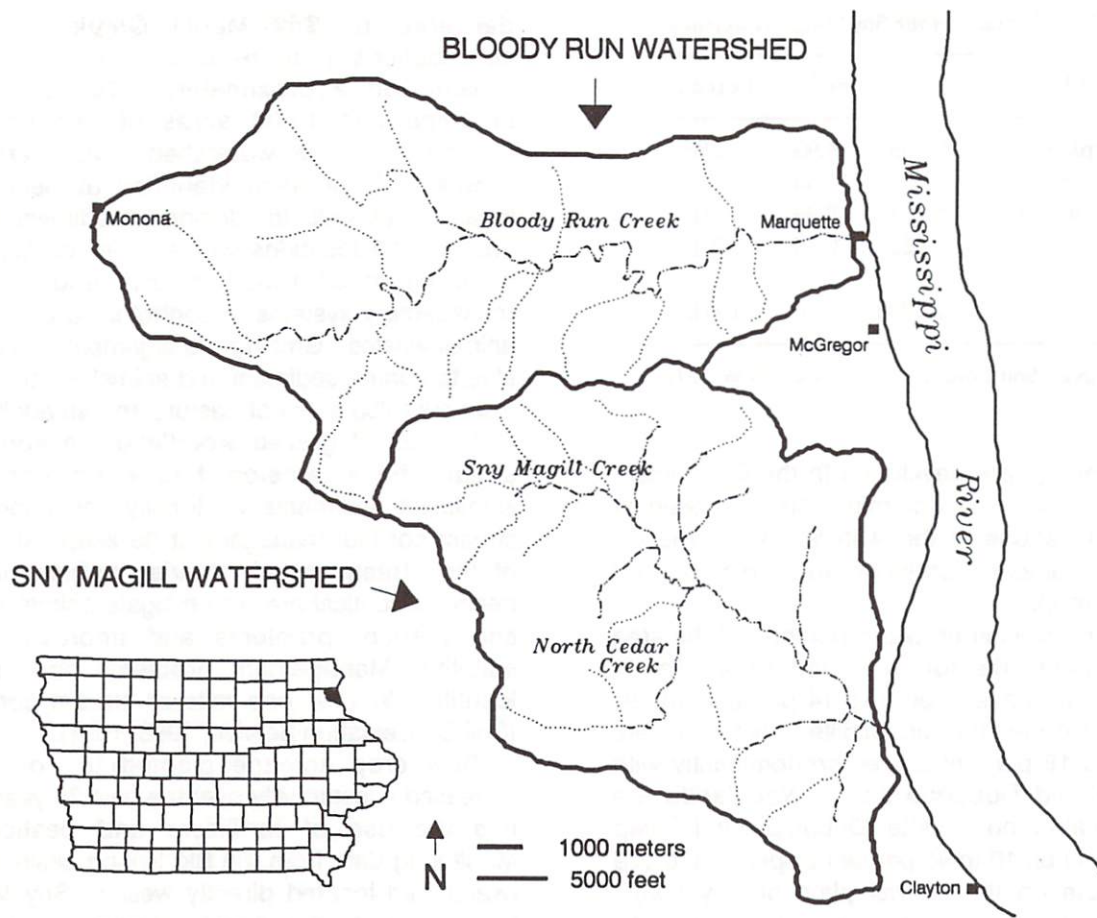 BLOODY RUN WATERSHED
Monona
Bloody Run Creek
Marquette
Mississippi
River
McGregor
Sny Magill Creek
SNY MAGILL WATERSHED
North Cedar
Creek
N
1000 meters
5000 feet
Clayton